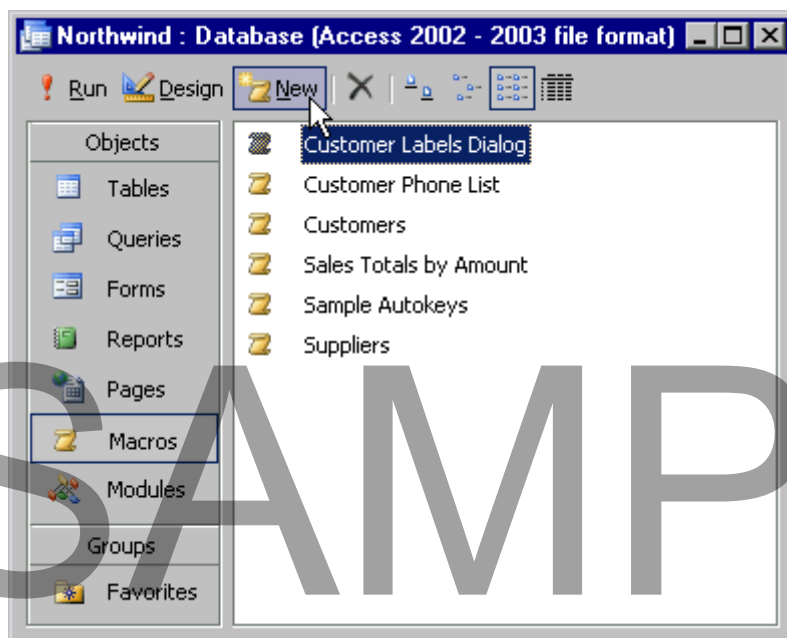 Northwind : Database (Access 2002 - 2003 file format)
Run Design New
Objects
Tables
Queries
Forms
Reports
Pages
Macros
Modules
Groups
Favorites
Customer Labels Dialog
Customer Phone List
Customers
Sales Totals by Amount
Sample Autokeys
Suppliers
SAMP